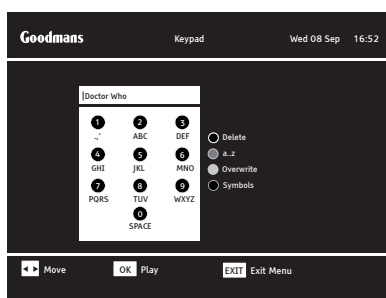 Goodmans Keypad Wed 08 Sep 16:52
Doctor Who
1 2 3
.,' ABC DEF
Delete
4 5 6
a..z
GHI JKL MNO
Overwrite
7 8 9
Symbols
PQRS TUV WXYZ
0
SPACE
Move OK Play EXIT Exit Menu